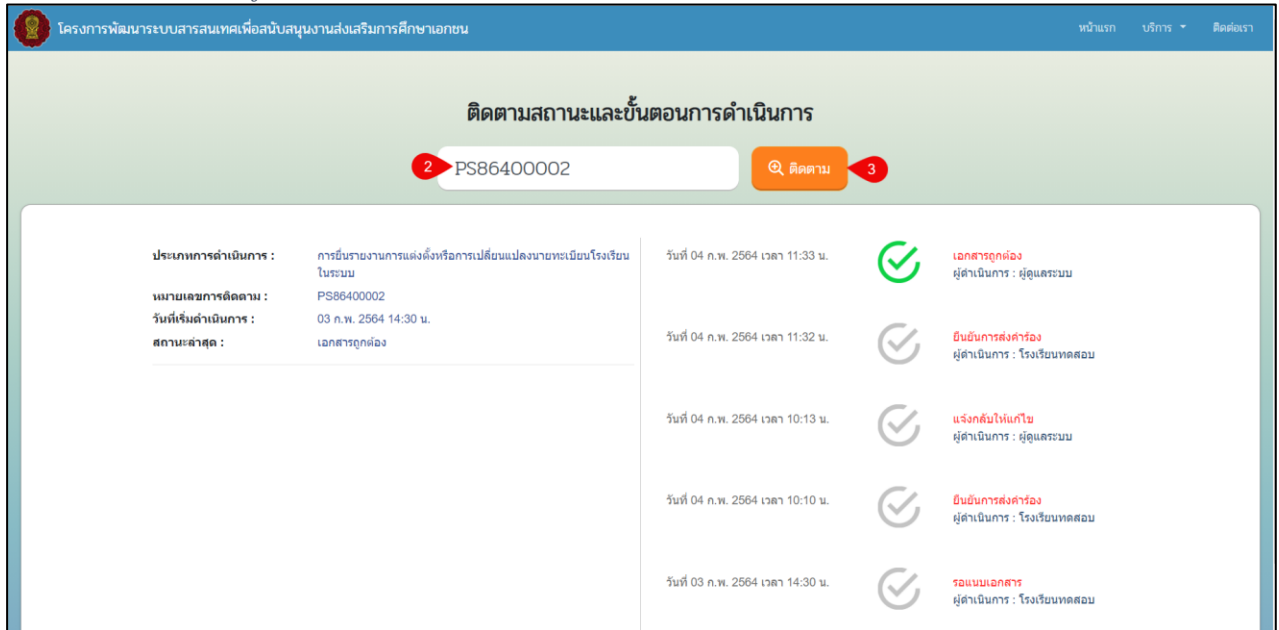 โครงการพัฒนาระบบสารสนเทศเพื่อสนับสนุนงานส่งเสริมการศึกษาเอกชน
หน้าแรก บริการ ติดต่อเรา
ติดตามสถานะและขั้นตอนการดำเนินการ
2 PS86400002 ติดตาม 3
ประเภทการดำเนินการ : การยื่นรายงานการแต่งตั้งหรือการเปลี่ยนแปลงนายทะเบียนโรงเรียน
ในระบบ
หมายเลขการติดตาม : PS86400002
วันที่เริ่มดำเนินการ : 03 ก.พ. 2564 14:30 น.
สถานะล่าสุด : เอกสารถูกต้อง
วันที่ 04 ก.พ. 2564 เวลา 11:33 น. เอกสารถูกต้อง
ผู้ดำเนินการ : ผู้ดูแลระบบ
วันที่ 04 ก.พ. 2564 เวลา 11:32 น. ยืนยันการส่งคำร้อง
ผู้ดำเนินการ : โรงเรียนทดสอบ
วันที่ 04 ก.พ. 2564 เวลา 10:13 น. แจ้งกลับให้แก้ไข
ผู้ดำเนินการ : ผู้ดูแลระบบ
วันที่ 04 ก.พ. 2564 เวลา 10:10 น. ยืนยันการส่งคำร้อง
ผู้ดำเนินการ : โรงเรียนทดสอบ
วันที่ 03 ก.พ. 2564 เวลา 14:30 น. รอแนบเอกสาร
ผู้ดำเนินการ : โรงเรียนทดสอบ